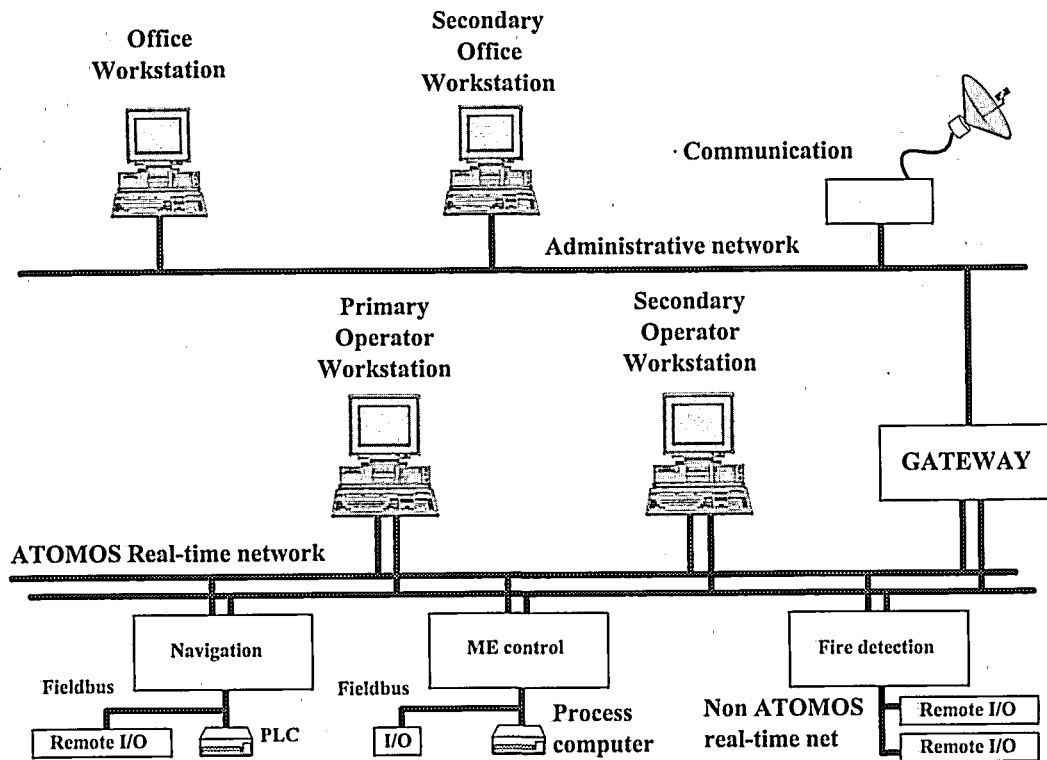 Office
Workstation
Secondary
Office
Workstation
Communication
Administrative network
Primary
Operator
Workstation
Secondary
Operator
Workstation
GATEWAY
ATOMOS Real-time network
Navigation
ME control
Fire detection
Fieldbus
Remote I/O
PLC
Fieldbus
I/O
Process
computer
Non ATOMOS
real-time net
Remote I/O
Remote I/O